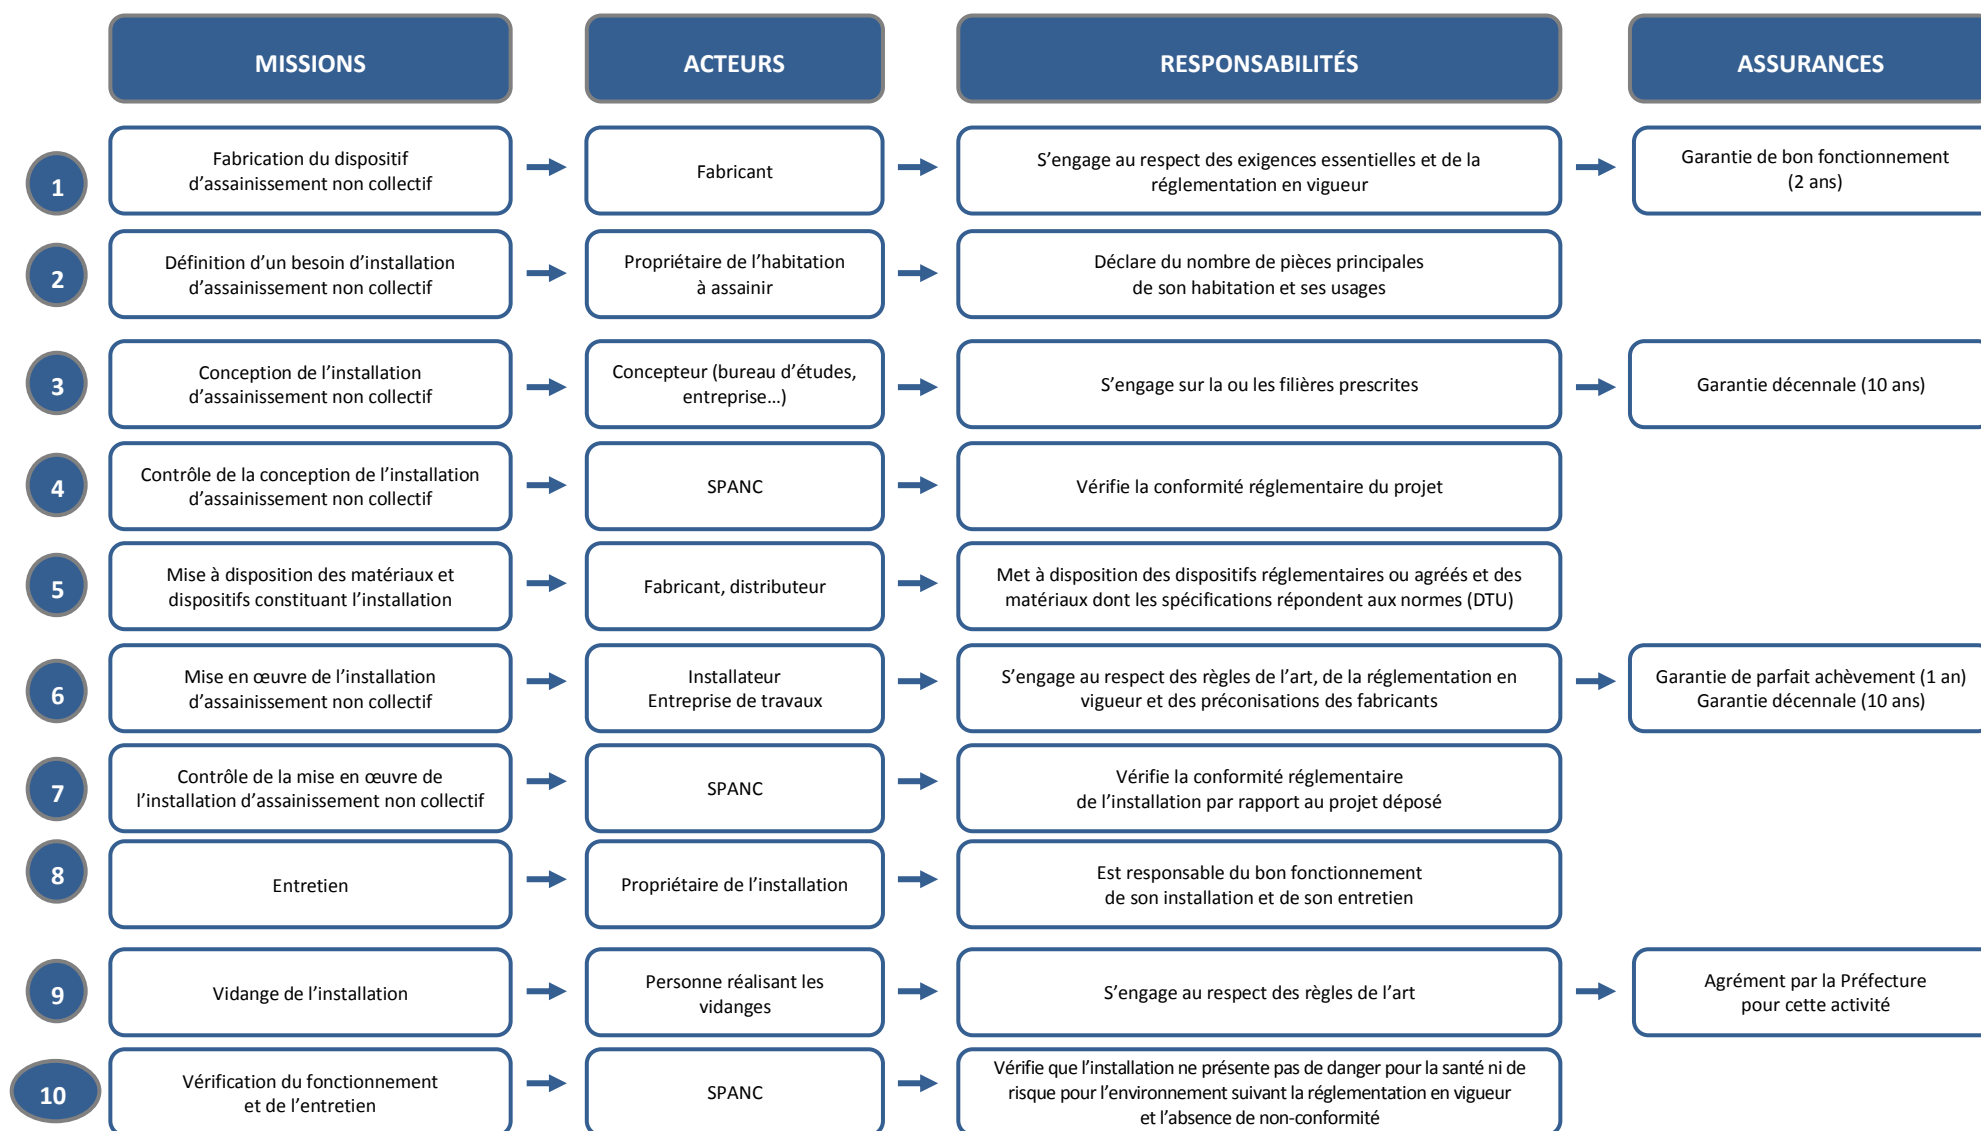 MISSIONS
ACTEURS
RESPONSABILITÉS
ASSURANCES
1
Fabrication du dispositif
d'assainissement non collectif
Fabricant
S'engage au respect des exigences essentielles et de la
réglementation en vigueur
Garantie de bon fonctionnement
(2 ans)
2
Définition d'un besoin d'installation
d'assainissement non collectif
Propriétaire de l'habitation
à assainir
Déclare du nombre de pièces principales
de son habitation et ses usages
3
Conception de l'installation
d'assainissement non collectif
Concepteur (bureau d'études,
entreprise…)
S'engage sur la ou les filières prescrites
Garantie décennale (10 ans)
4
Contrôle de la conception de l'installation
d'assainissement non collectif
SPANC
Vérifie la conformité réglementaire du projet
5
Mise à disposition des matériaux et
dispositifs constituant l'installation
Fabricant, distributeur
Met à disposition des dispositifs réglementaires ou agréés et des
matériaux dont les spécifications répondent aux normes (DTU)
6
Mise en œuvre de l'installation
d'assainissement non collectif
Installateur
Entreprise de travaux
S'engage au respect des règles de l'art, de la réglementation en
vigueur et des préconisations des fabricants
Garantie de parfait achèvement (1 an)
Garantie décennale (10 ans)
7
Contrôle de la mise en œuvre de
l'installation d'assainissement non collectif
SPANC
Vérifie la conformité réglementaire
de l'installation par rapport au projet déposé
8
Entretien
Propriétaire de l'installation
Est responsable du bon fonctionnement
de son installation et de son entretien
9
Vidange de l'installation
Personne réalisant les
vidanges
S'engage au respect des règles de l'art
Agrément par la Préfecture
pour cette activité
10
Vérification du fonctionnement
et de l'entretien
SPANC
Vérifie que l'installation ne présente pas de danger pour la santé ni de
risque pour l'environnement suivant la réglementation en vigueur
et l'absence de non-conformité